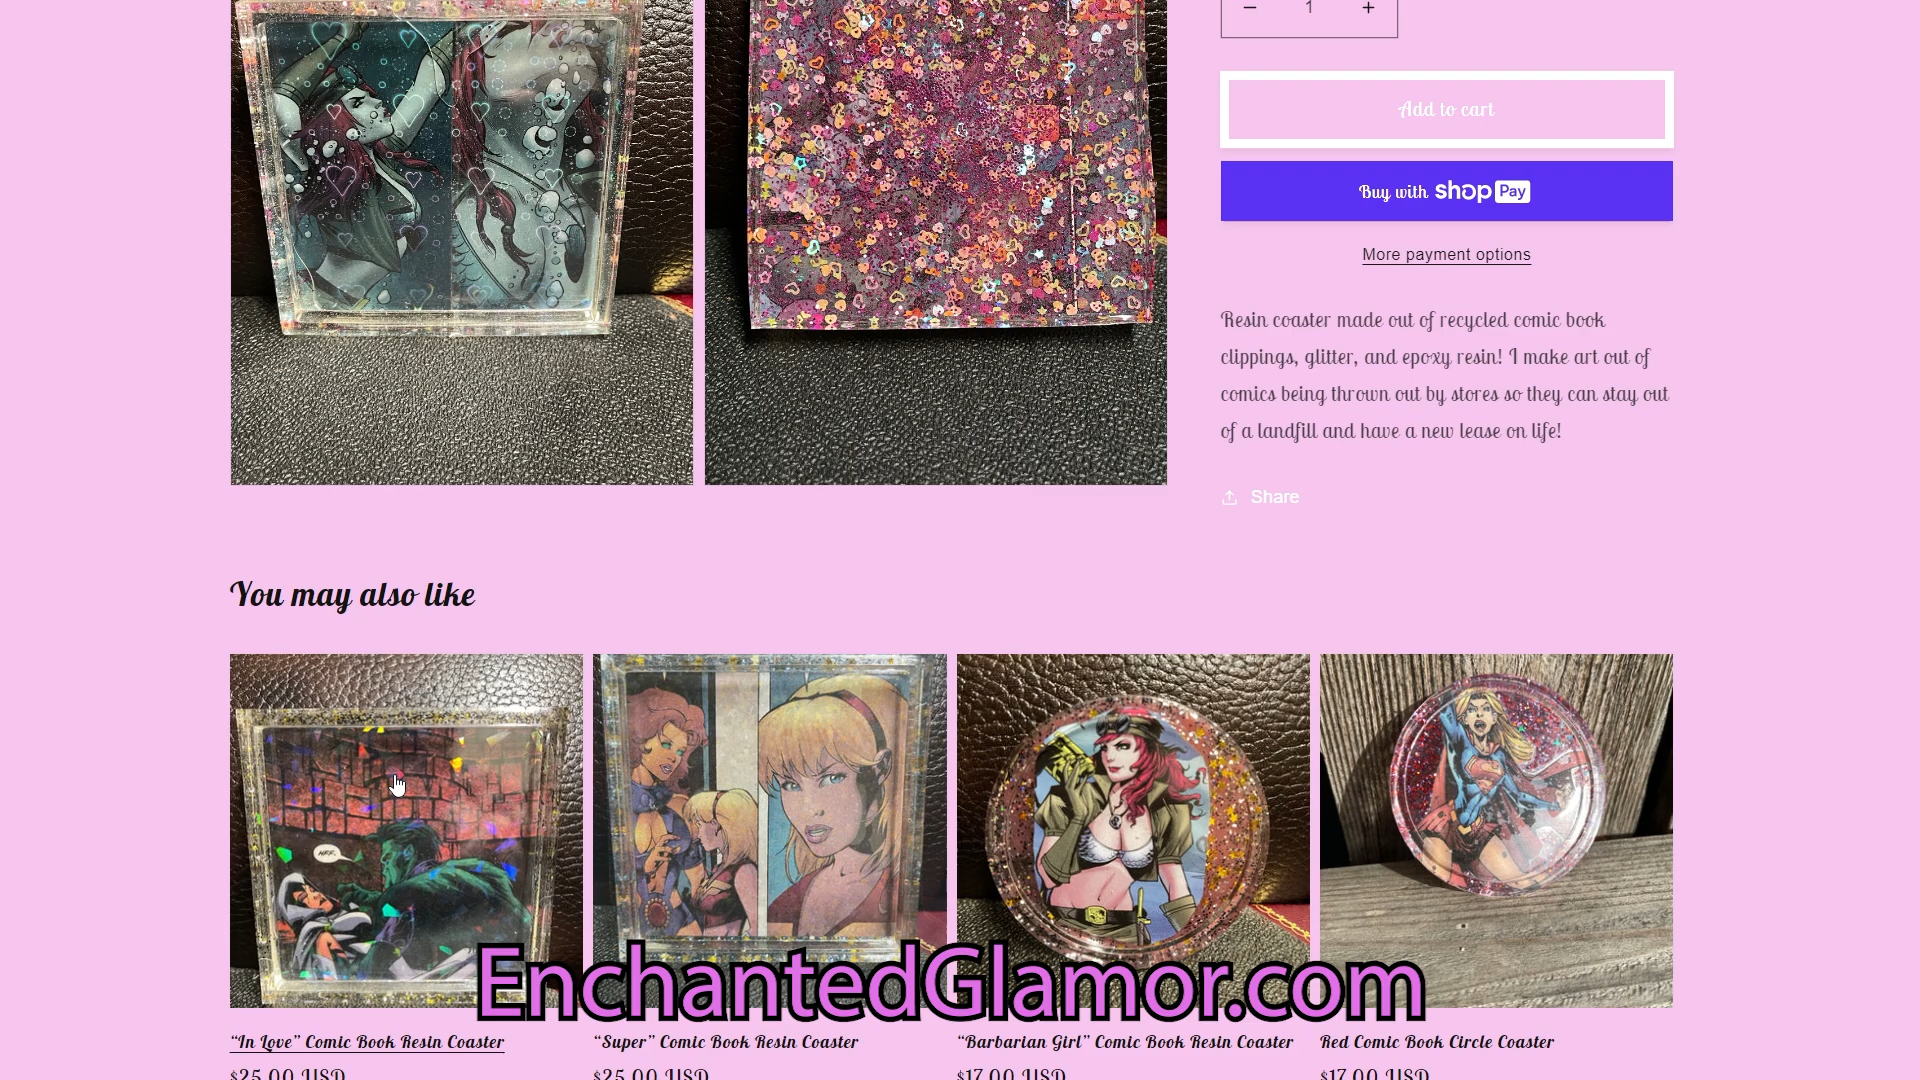 − 1 +
Add to cart
Buy with shop Pay
More payment options
Resin coaster made out of recycled comic book
clippings, glitter, and epoxy resin! I make art out of
comics being thrown out by stores so they can stay out
of a landfill and have a new lease on life!
Share
You may also like
HRR.
EnchantedGlamor.com
“In Love” Comic Book Resin Coaster
“Super” Comic Book Resin Coaster
“Barbarian Girl” Comic Book Resin Coaster
Red Comic Book Circle Coaster
$25.00 USD
$25.00 USD
$17.00 USD
$17.00 USD